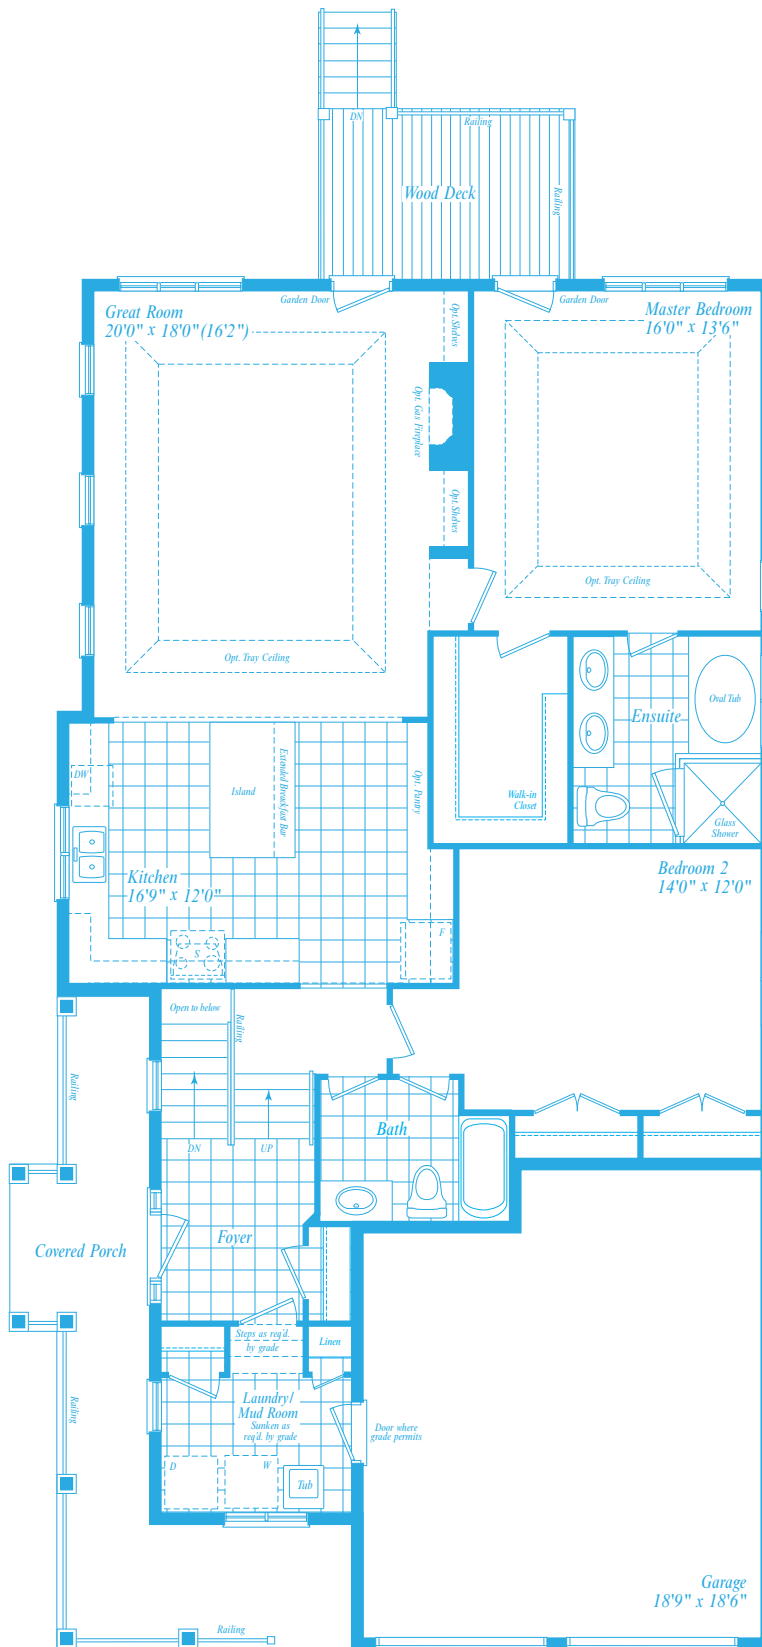 DN
Railing
Wood Deck
Railing
Garden Door
Garden Door
Great Room
20'0" x 18'0"(16'2")
Opt. Shelves
Master Bedroom
16'0" x 13'6"
Opt. Gas Fireplace
Opt. Shelves
Opt. Tray Ceiling
Opt. Tray Ceiling
Ensuite
Oval Tub
DW
Island
Extended Breakfast Bar
Opt. Pantry
Walk-in
Closet
Glass
Shower
Kitchen
16'9" x 12'0"
Bedroom 2
14'0" x 12'0"
S
F
Open to below
Railing
Railing
DN
UP
Bath
Covered Porch
Foyer
Steps as req'd.
by grade
Linen
Railing
Laundry/
Mud Room
Sunken as
req'd. by grade
Door where
grade permits
D
W
Tub
Garage
18'9" x 18'6"
Railing